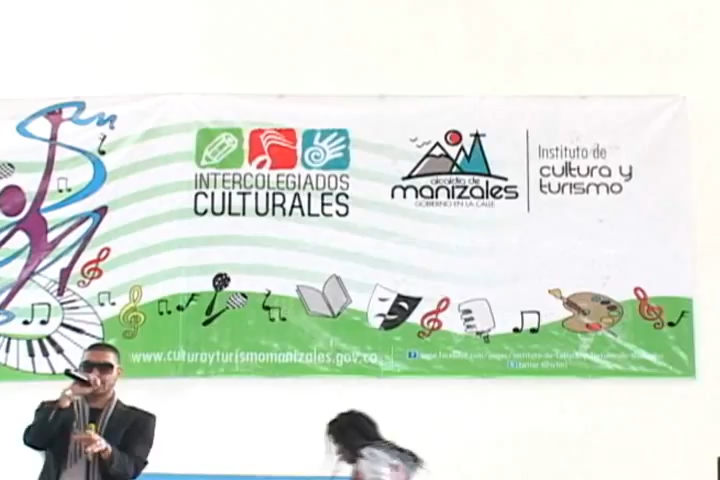 INTERCOLEGIADOS
CULTURALES
alcaldía de
manizales
GOBIERNO EN LA CALLE
Instituto de
cultura y
turismo
www.culturayturismomanizales.gov.co